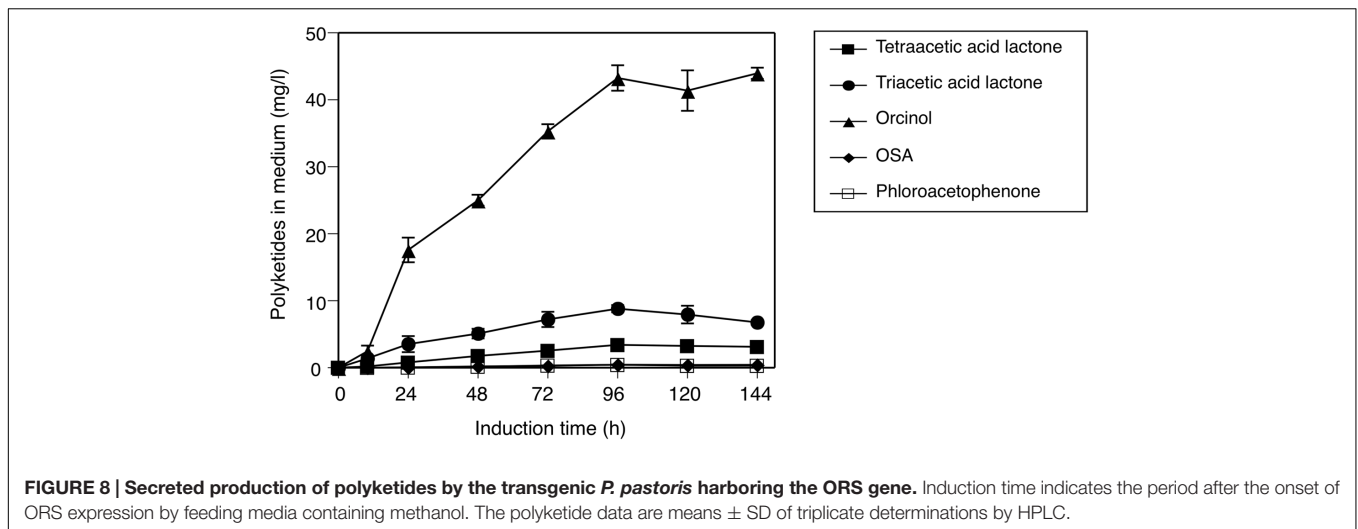 50
40
30
20
10
0
Polyketides in medium (mg/l)
0 24 48 72 96 120 144
Induction time (h)
Tetraacetic acid lactone
Triacetic acid lactone
Orcinol
OSA
Phloroacetophenone
FIGURE 8 | Secreted production of polyketides by the transgenic P. pastoris harboring the ORS gene. Induction time indicates the period after the onset of
ORS expression by feeding media containing methanol. The polyketide data are means ± SD of triplicate determinations by HPLC.